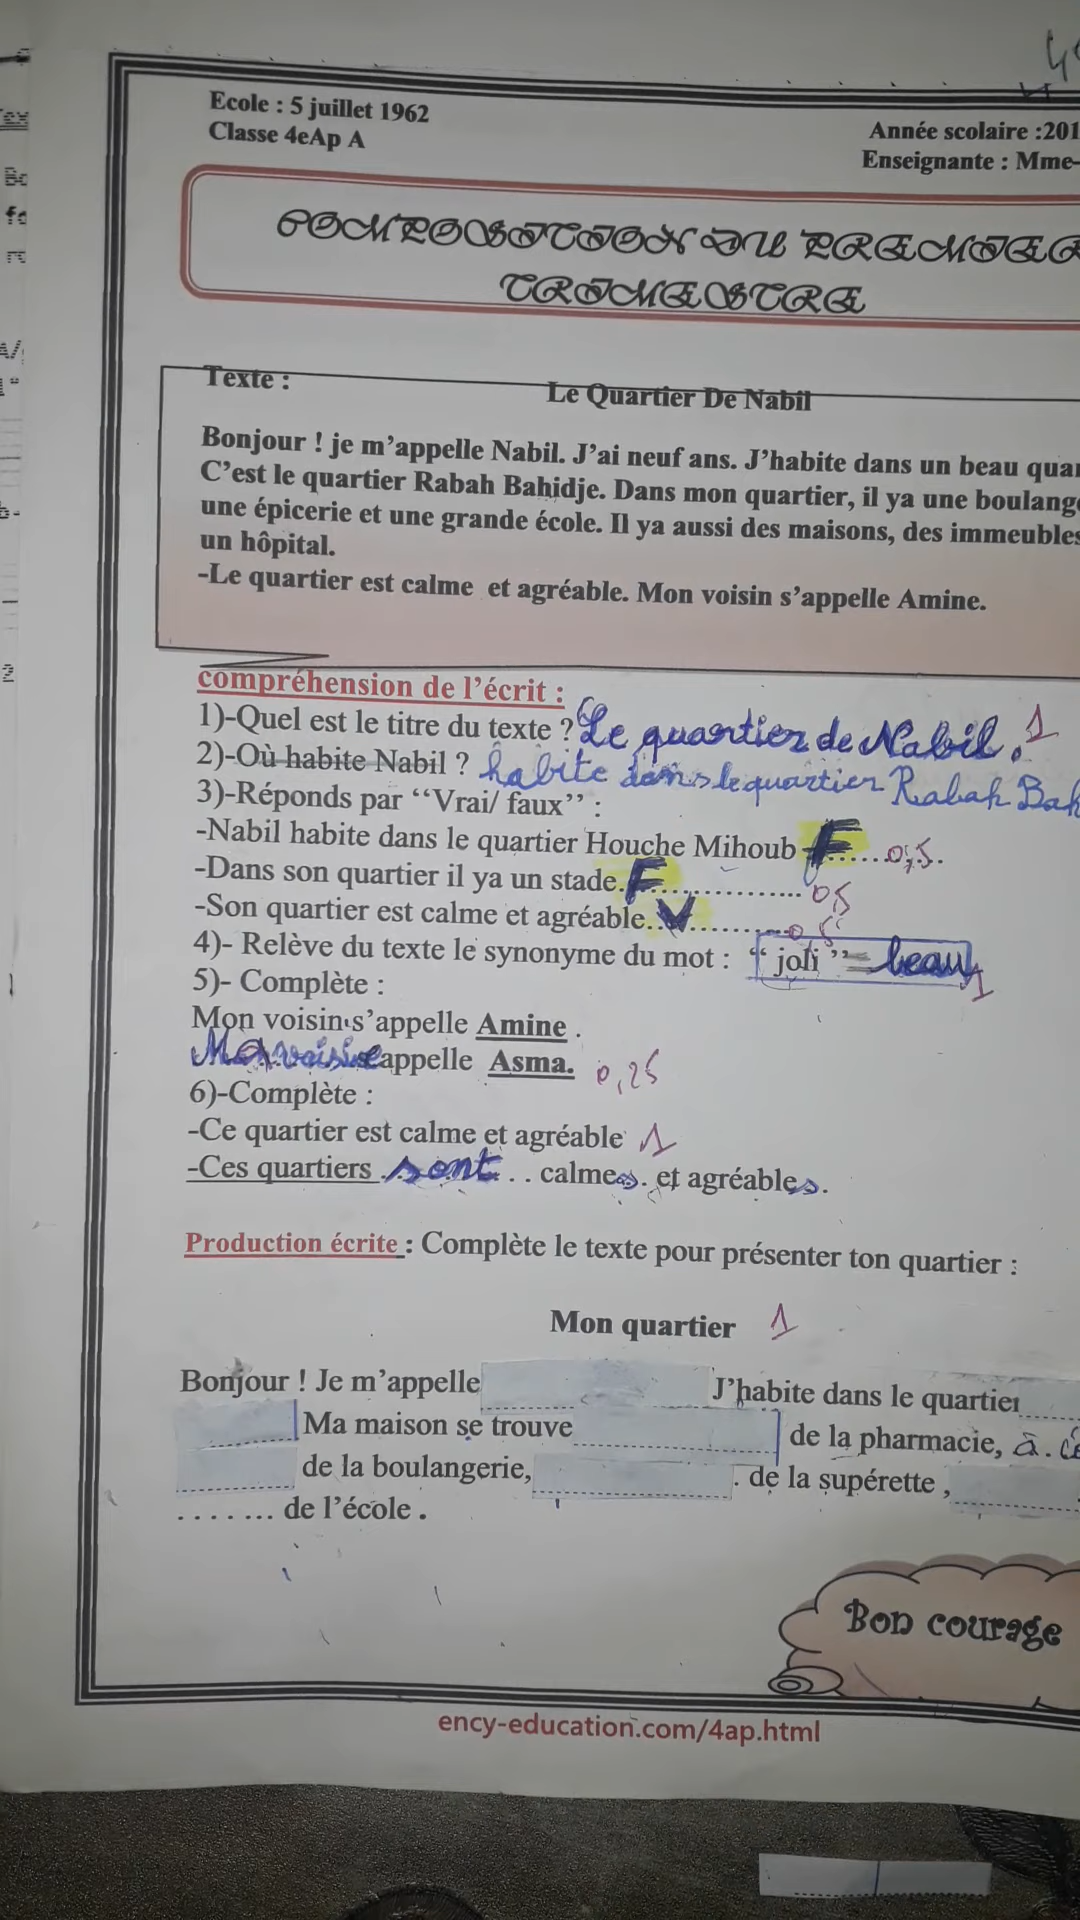 Ecole : 5 juillet 1962
Classe 4eAp A
Année scolaire :201
Enseignante : Mme-
COMPOSITION DU PREMIER
TRIMESTRE
Texte :
Le Quartier De Nabil
Bonjour ! je m'appelle Nabil. J'ai neuf ans. J'habite dans un beau quar
C'est le quartier Rabah Bahidje. Dans mon quartier, il ya une boulang
une épicerie et une grande école. Il ya aussi des maisons, des immeubles
un hôpital.
-Le quartier est calme et agréable. Mon voisin s'appelle Amine.
compréhension de l'écrit :
1)-Quel est le titre du texte ? Le quartier de Nabil. 1
2)-Où habite Nabil ? habite dans le quartier Rabah Bah
3)-Réponds par ‘‘Vrai/ faux’’ :
-Nabil habite dans le quartier Houche Mihoub F......0,5.
-Dans son quartier il ya un stade. F............ 0,5
-Son quartier est calme et agréable.. V.......... 0,5
4)- Relève du texte le synonyme du mot : “ joli ” = beau 1
5)- Complète :
Mon voisin s'appelle Amine .
appelle Asma. 0,25
6)-Complète :
-Ce quartier est calme et agréable 1
-Ces quartiers . sont . . . calmes. et agréables.
Production écrite : Complète le texte pour présenter ton quartier :
Mon quartier 1
Bonjour ! Je m'appelle J'habite dans le quartier
Ma maison se trouve de la pharmacie, à.
de la boulangerie, . de la supérette ,
....... de l'école .
Bon courage
ency-education.com/4ap.html